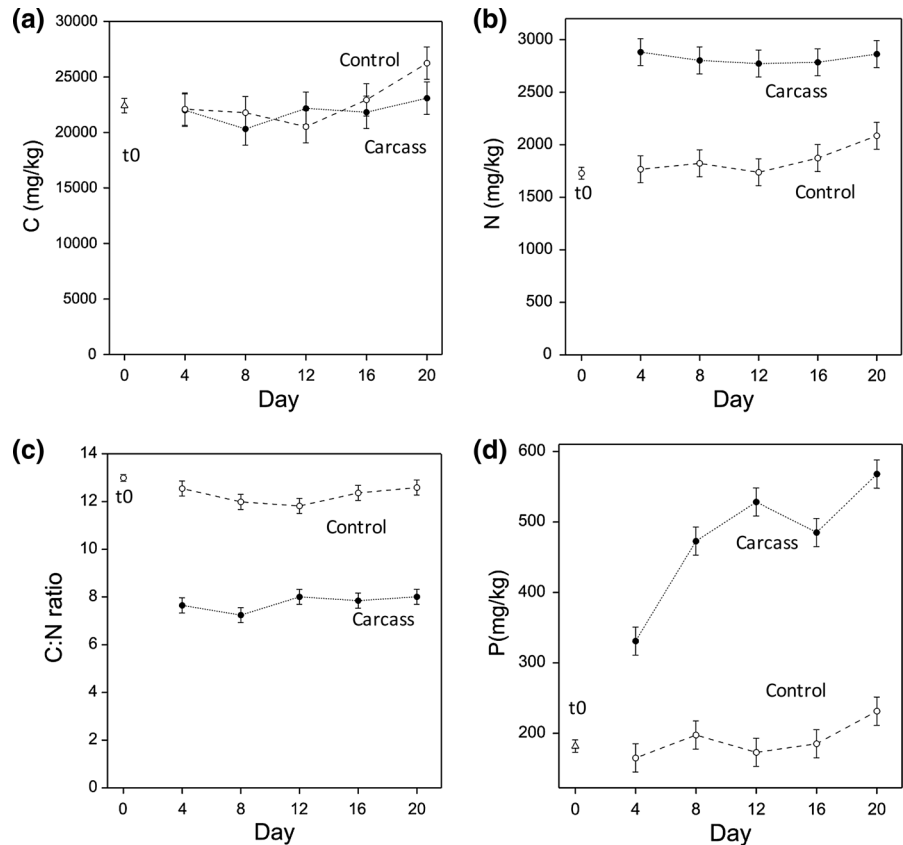 (a)
30000
25000
20000
15000
10000
5000
0
C (mg/kg)
t0
Control
Carcass
0 4 8 12 16 20
Day
(b)
3000
2500
2000
1500
1000
500
0
N (mg/kg)
t0
Carcass
Control
0 4 8 12 16 20
Day
(c)
14
12
10
8
6
4
2
0
C:N ratio
t0
Control
Carcass
0 4 8 12 16 20
Day
(d)
600
500
400
300
200
P(mg/kg)
t0
Carcass
Control
0 4 8 12 16 20
Day